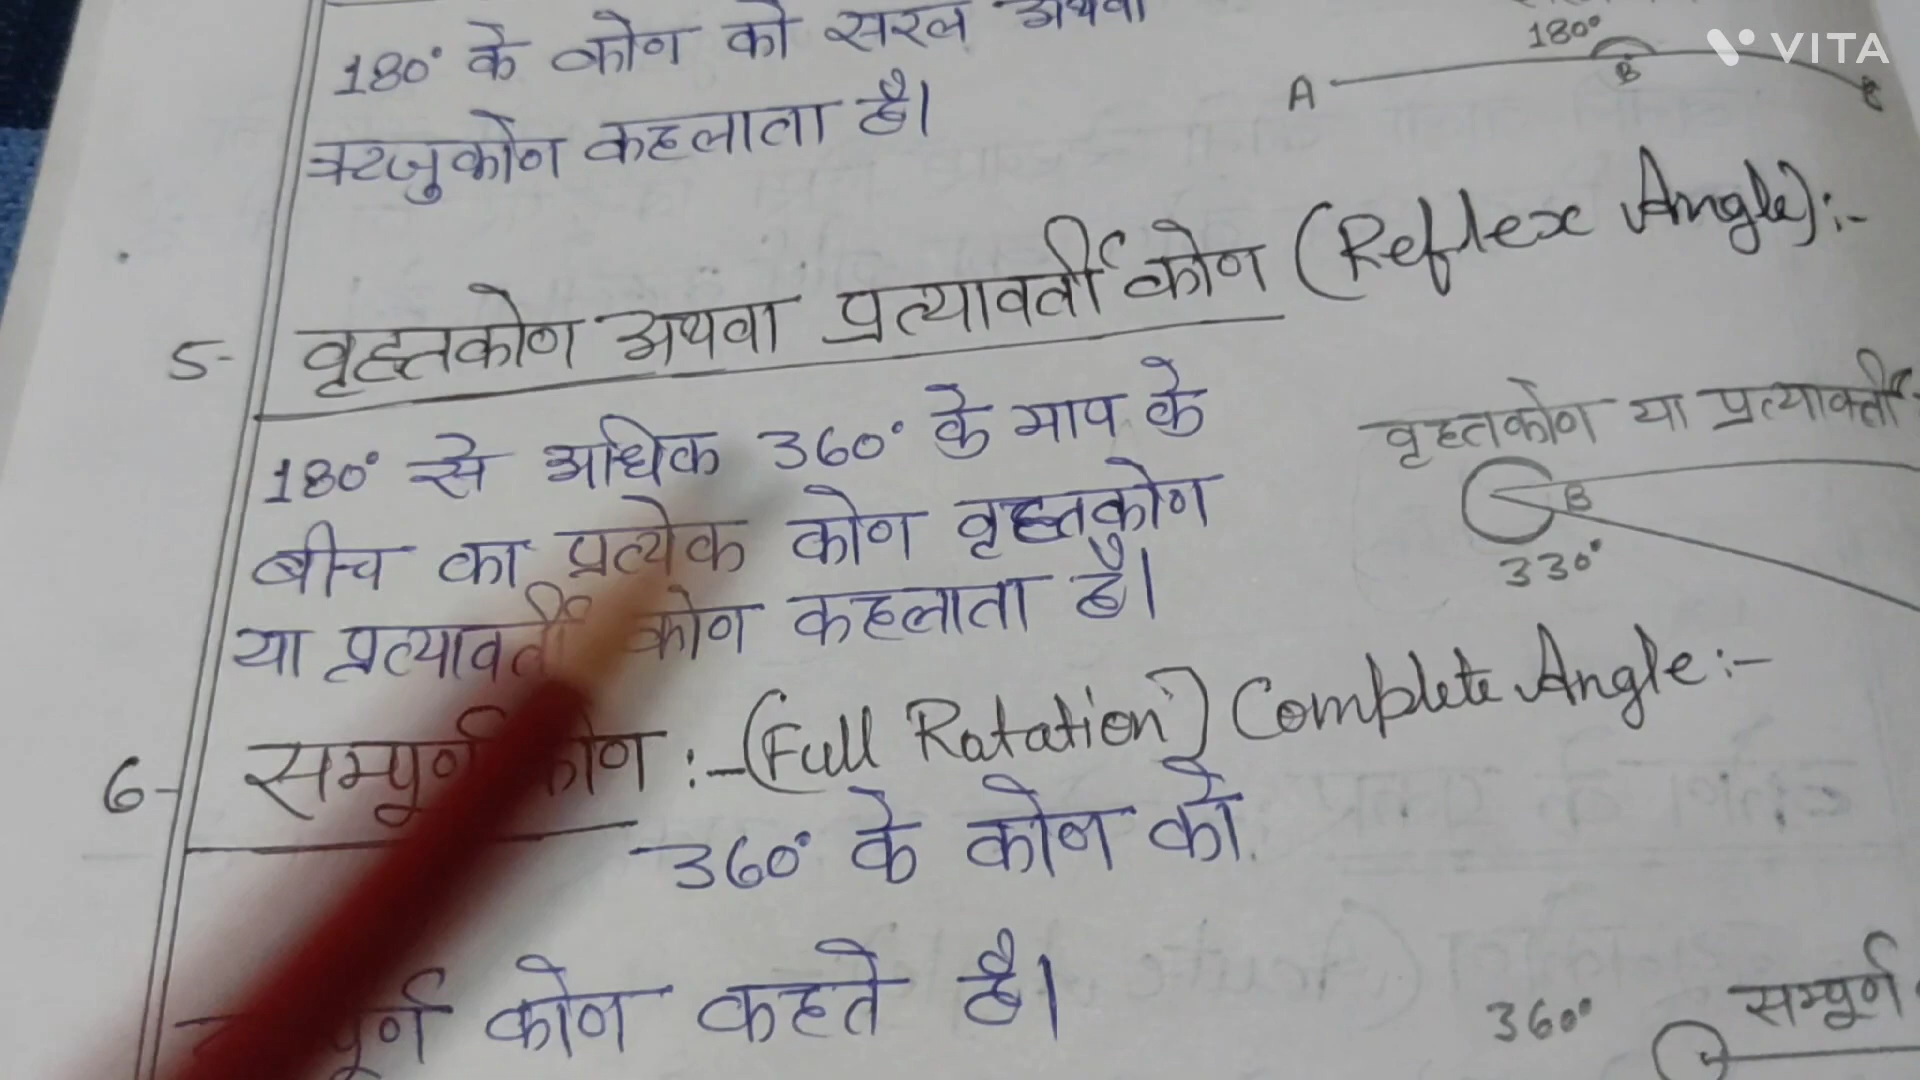 180° के कोण को सरल अथवा
ऋजुकोण कहलाता है।
180°
A
B
VITA
5- वृहत्तकोण अथवा प्रत्यावर्ती कोण (Reflex Angle):-
180° से अधिक 360° के माप के
बीच का प्रत्येक कोण वृहत्तकोण
या प्रत्यावर्ती कोण कहलाता है।
वृहत्तकोण या प्रत्यावर्ती
B
330°
6- सम्पूर्ण कोण :- (Full Rotation) Complete Angle:-
360° के कोण को
कोण कहते है।
360°
सम्पूर्ण